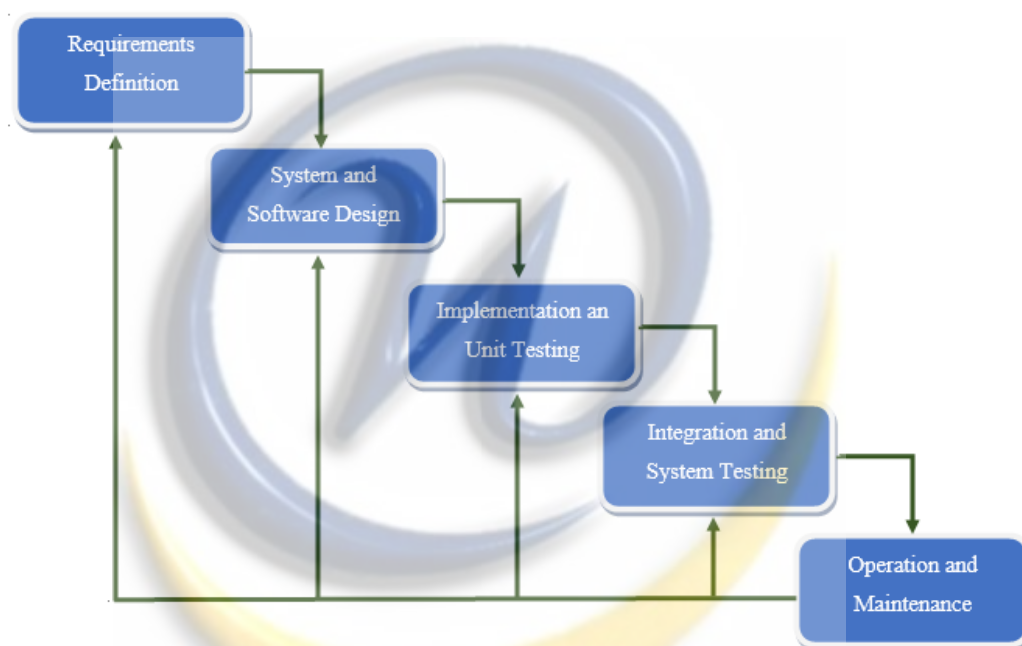 Requirements
Definition
System and
Software Design
Implementation an
Unit Testing
Integration and
System Testing
Operation and
Maintenance